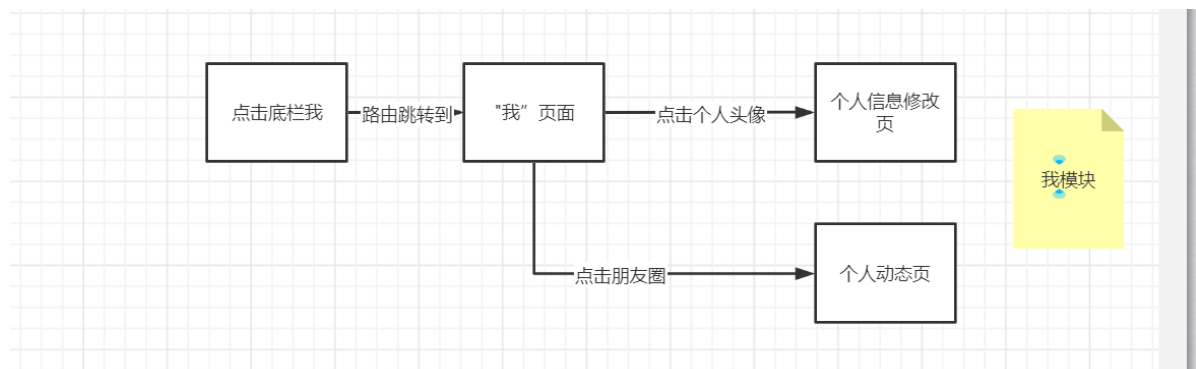 点击底栏我
路由跳转到
"我”页面
点击个人头像
个人信息修改
页
我模块
点击朋友圈
个人动态页